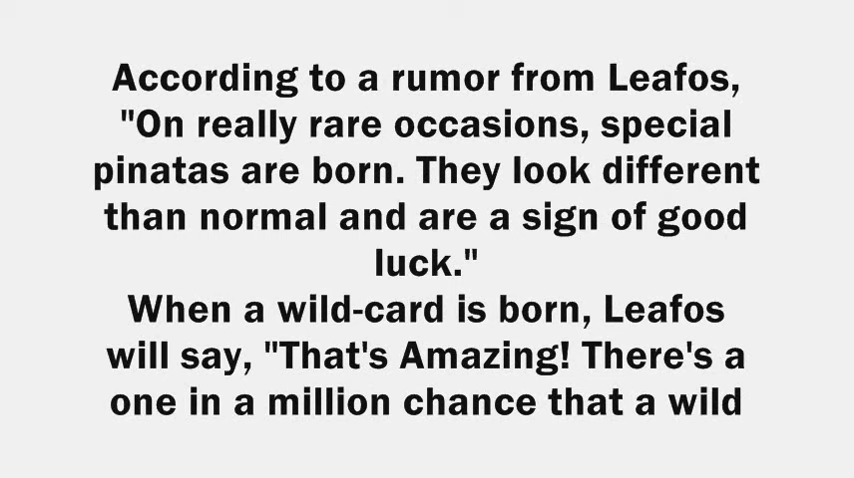 According to a rumor from Leafos,
"On really rare occasions, special
pinatas are born. They look different
than normal and are a sign of good
luck."
When a wild-card is born, Leafos
will say, "That's Amazing! There's a
one in a million chance that a wild